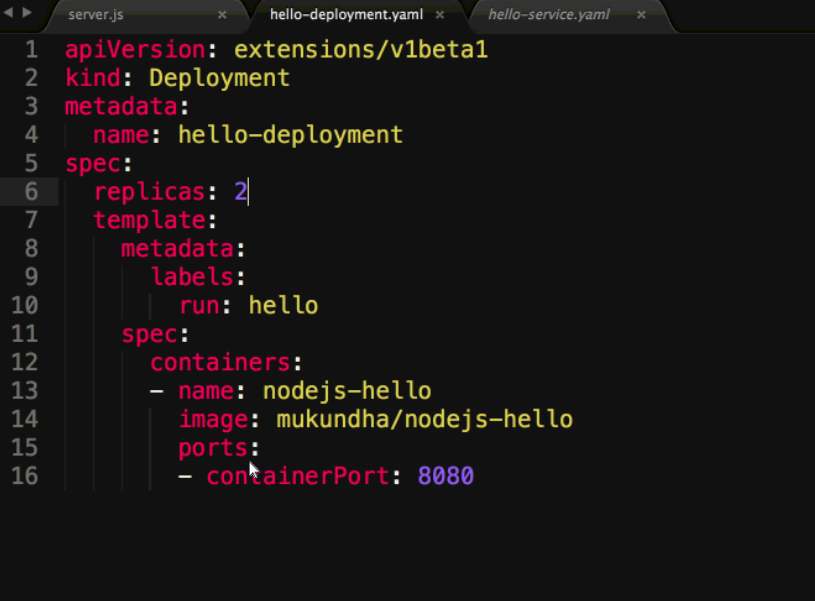 server.js × hello-deployment.yaml × hello-service.yaml ×
1 apiVersion: extensions/v1beta1
2 kind: Deployment
3 metadata:
4   name: hello-deployment
5 spec:
6   replicas: 2
7   template:
8     metadata:
9       labels:
10         run: hello
11     spec:
12       containers:
13       - name: nodejs-hello
14         image: mukundha/nodejs-hello
15         ports:
16         - containerPort: 8080